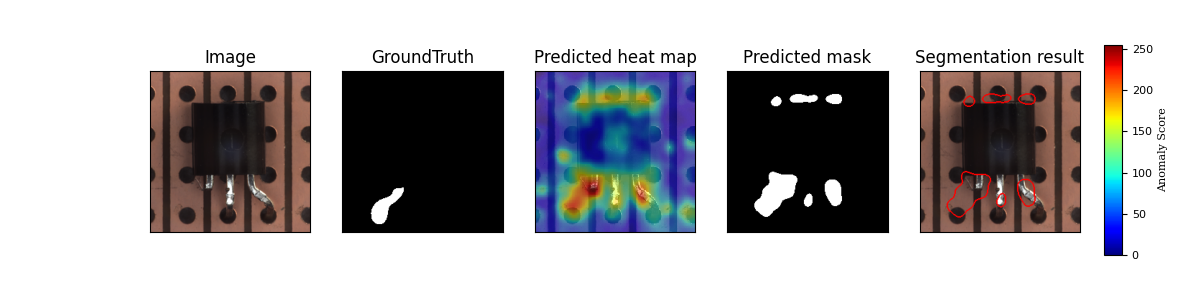 Image
GroundTruth
Predicted heat map
Predicted mask
Segmentation result
250
200
150
100
50
0
Anomaly Score